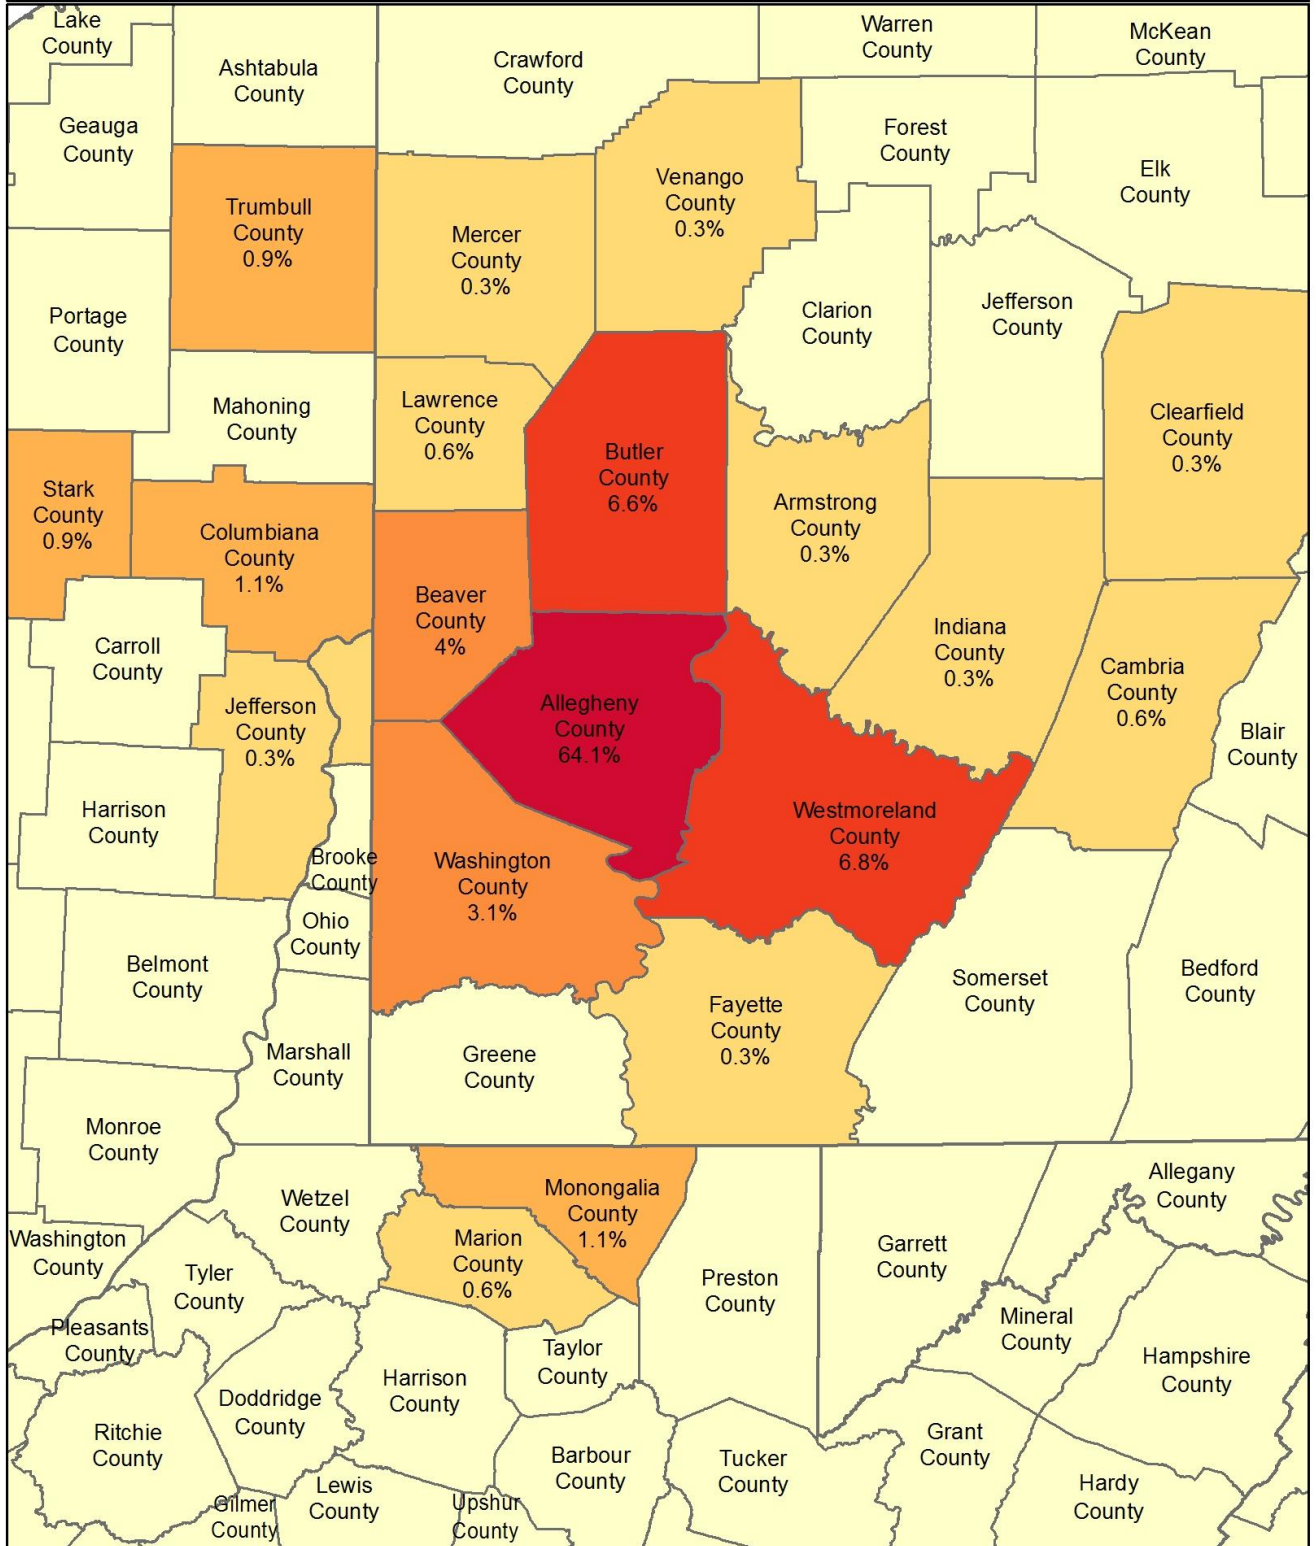 Lake
County
Ashtabula
County
Crawford
County
Warren
County
McKean
County
Geauga
County
Forest
County
Elk
County
Venango
County
0.3%
Trumbull
County
0.9%
Mercer
County
0.3%
Portage
County
Clarion
County
Jefferson
County
Mahoning
County
Lawrence
County
0.6%
Butler
County
6.6%
Clearfield
County
0.3%
Stark
County
0.9%
Columbiana
County
1.1%
Armstrong
County
0.3%
Beaver
County
4%
Carroll
County
Indiana
County
0.3%
Cambria
County
0.6%
Jefferson
County
0.3%
Allegheny
County
64.1%
Blair
County
Harrison
County
Westmoreland
County
6.8%
Brooke
County
Washington
County
3.1%
Ohio
County
Belmont
County
Somerset
County
Bedford
County
Fayette
County
0.3%
Marshall
County
Greene
County
Monroe
County
Wetzel
County
Monongalia
County
1.1%
Allegany
County
Washington
County
Marion
County
0.6%
Garrett
County
Tyler
County
Preston
County
Mineral
County
Pleasants
County
Taylor
County
Hampshire
County
Harrison
County
Doddridge
County
Ritchie
County
Grant
County
Barbour
County
Tucker
County
Lewis
County
Hardy
County
Gilmer
County
Upshur
County